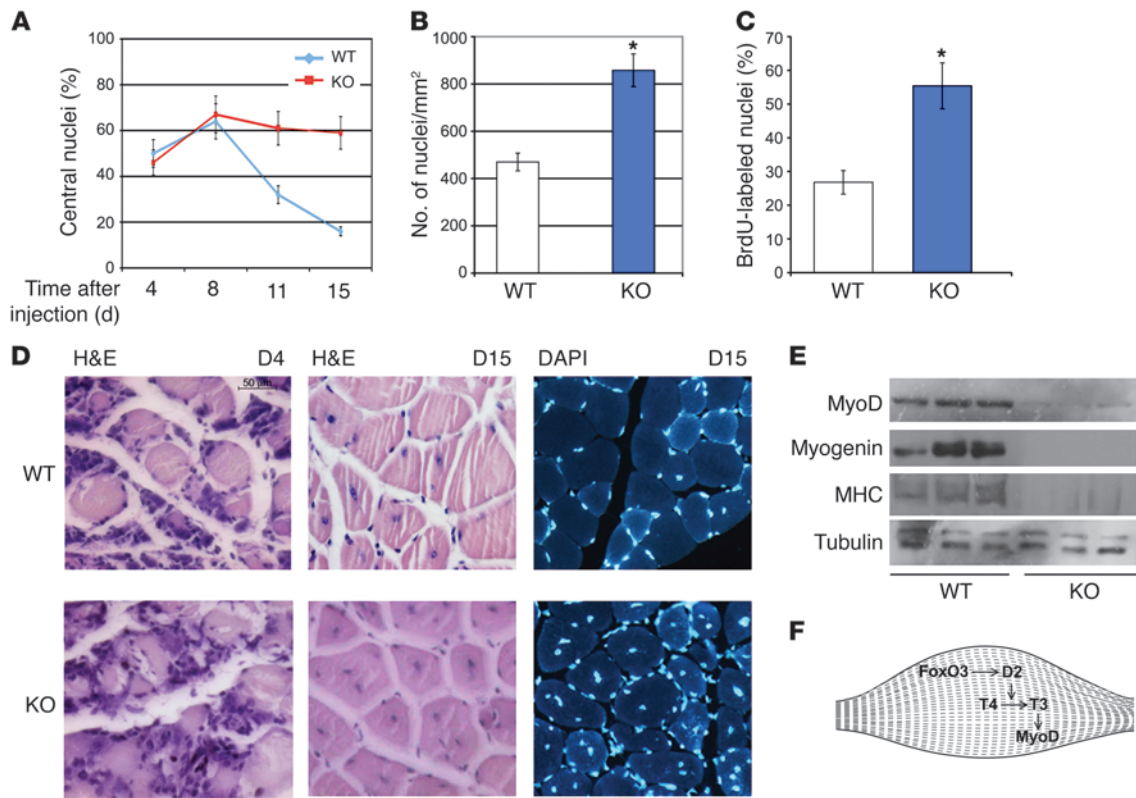 A
100
80
60
40
20
0
Central nuclei (%)
WT
KO
Time after
injection (d)
4 8 11 15
B
1000
800
600
400
200
0
No. of nuclei/mm²
*
WT KO
C
70
60
50
40
30
20
10
0
BrdU-labeled nuclei (%)
*
WT KO
D
H&E D4 H&E D15 DAPI D15
50 µm
WT
KO
E
MyoD
Myogenin
MHC
Tubulin
WT KO
F
FoxO3 → D2
↓
T4 → T3
↓
MyoD